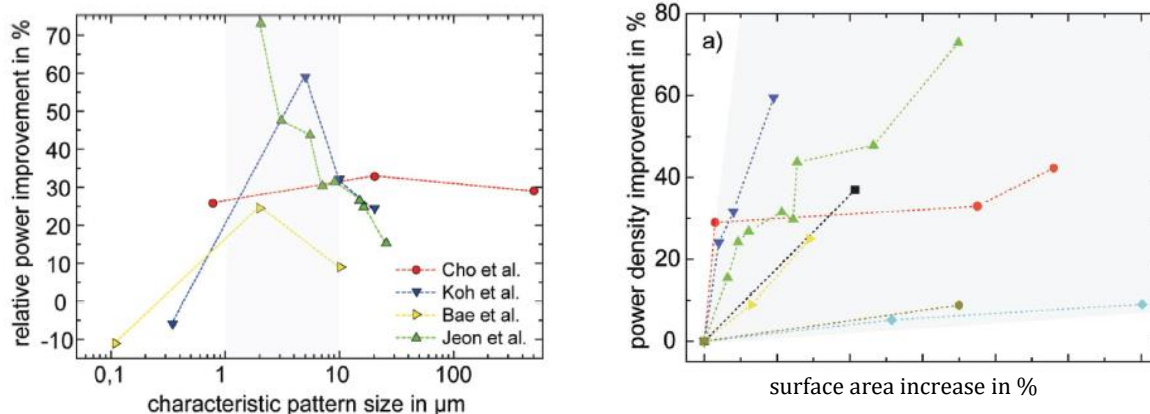 relative power improvement in %
70
60
50
40
30
20
10
0
-10
0,1
1
10
100
characteristic pattern size in µm
Cho et al.
Koh et al.
Bae et al.
Jeon et al.
a)
power density improvement in %
80
60
40
20
0
surface area increase in %